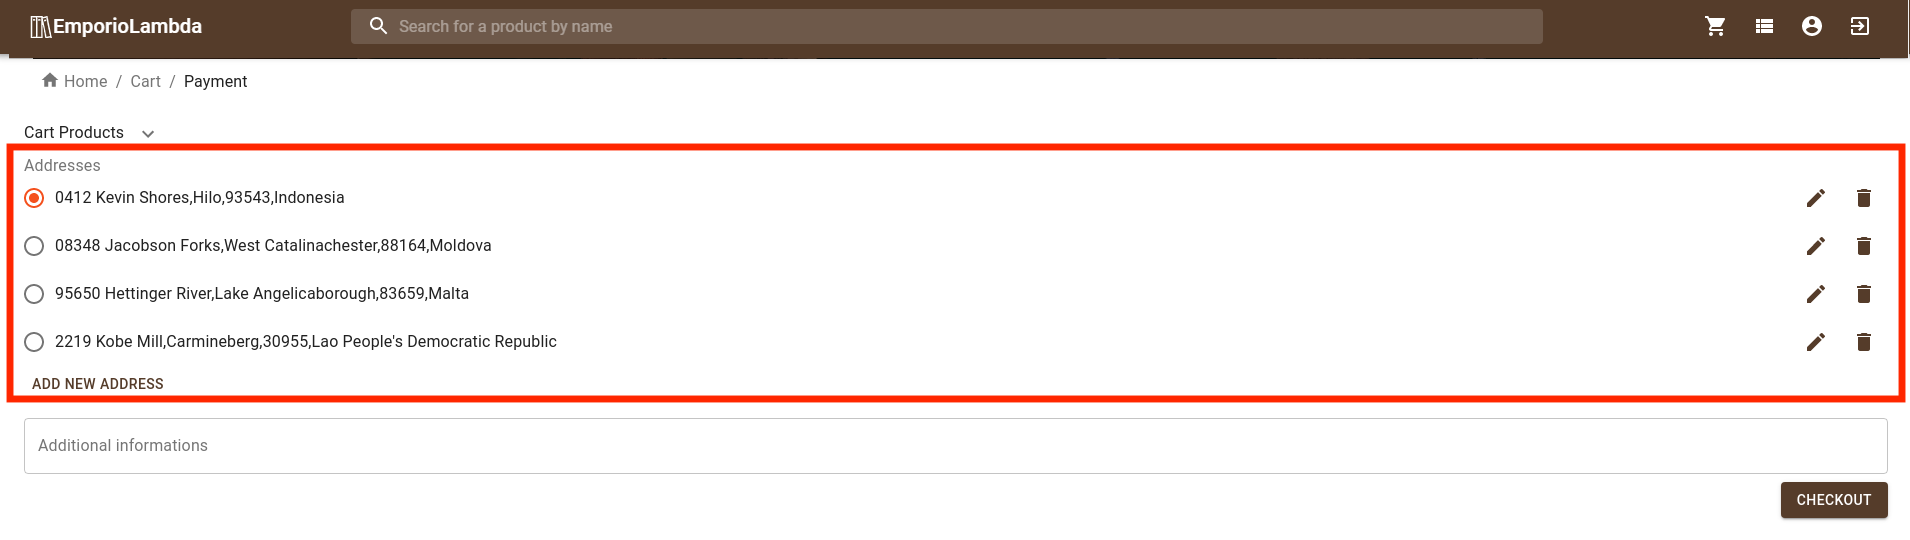 EmporioLambda
Search for a product by name
Home / Cart / Payment
Cart Products
Addresses
0412 Kevin Shores,Hilo,93543,Indonesia
08348 Jacobson Forks,West Catalinachester,88164,Moldova
95650 Hettinger River,Lake Angelicaborough,83659,Malta
2219 Kobe Mill,Carmineberg,30955,Lao People's Democratic Republic
ADD NEW ADDRESS
Additional informations
CHECKOUT